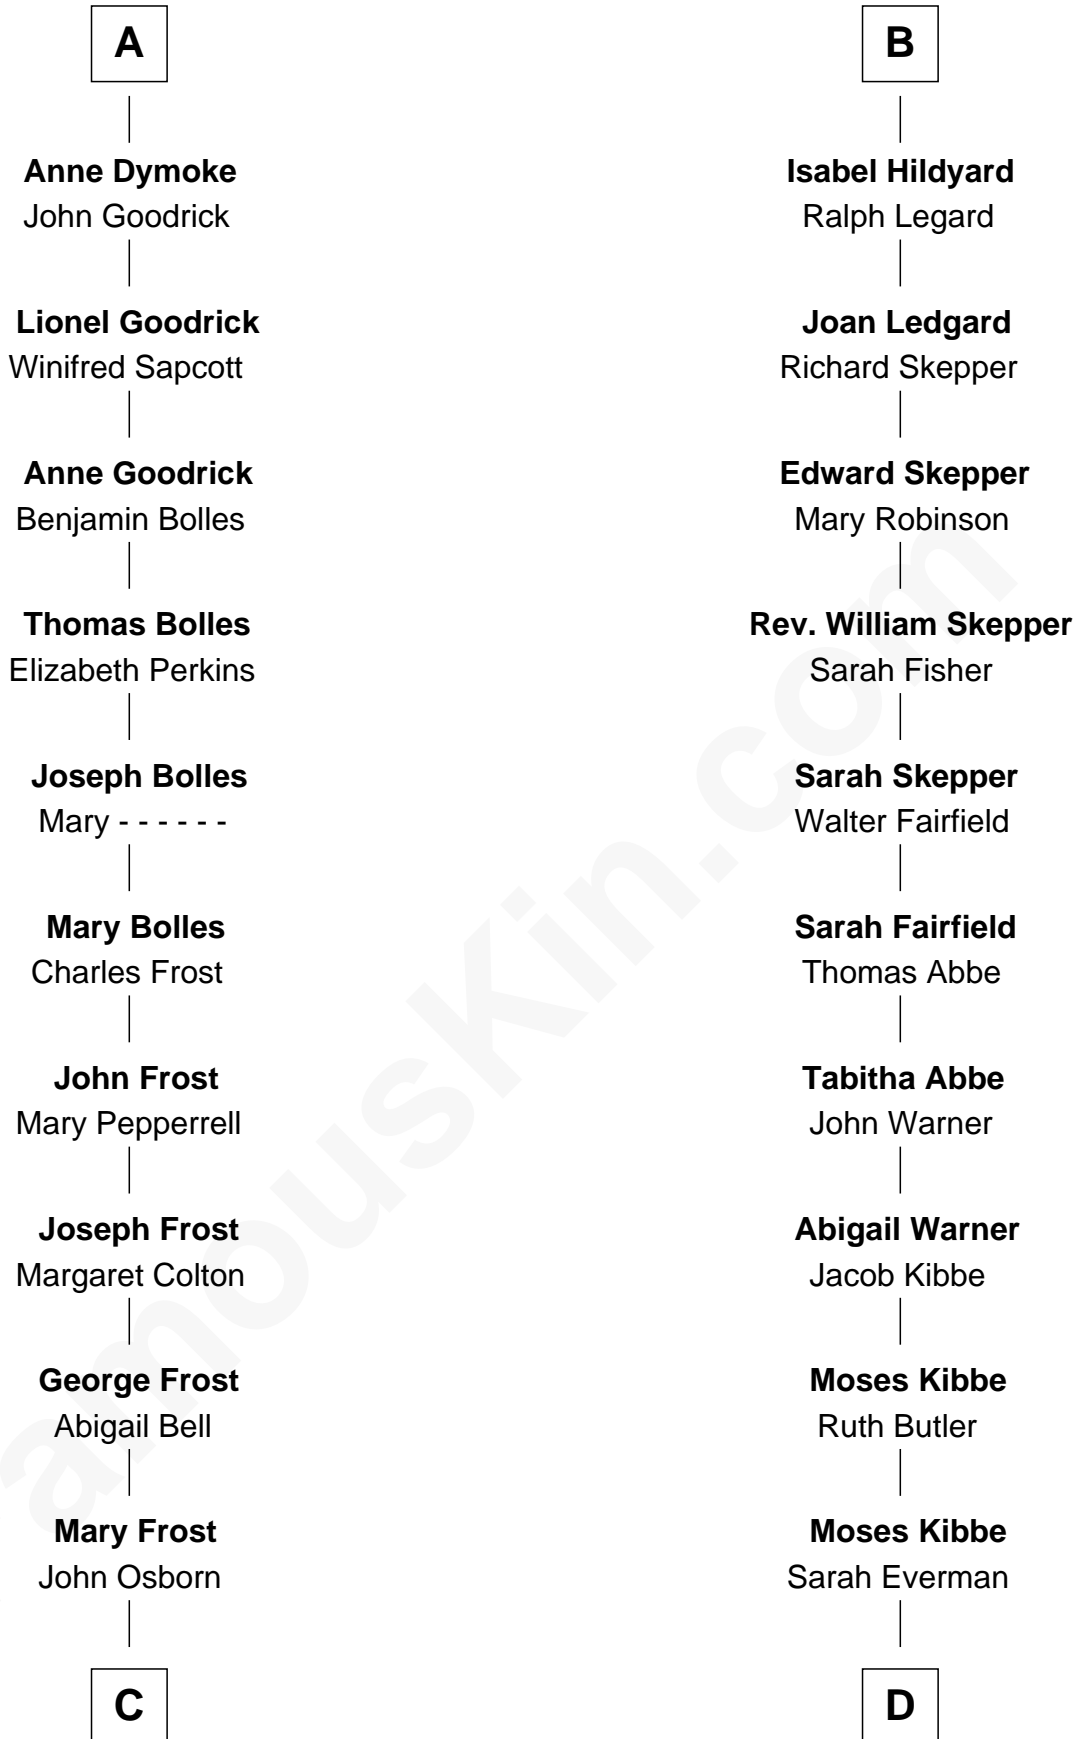 A
Anne Dymoke
John Goodrick
Lionel Goodrick
Winifred Sapcott
Anne Goodrick
Benjamin Bolles
Thomas Bolles
Elizabeth Perkins
Joseph Bolles
Mary - - - - - -
Mary Bolles
Charles Frost
John Frost
Mary Pepperrell
Joseph Frost
Margaret Colton
George Frost
Abigail Bell
Mary Frost
John Osborn
C
B
Isabel Hildyard
Ralph Legard
Joan Ledgard
Richard Skepper
Edward Skepper
Mary Robinson
Rev. William Skepper
Sarah Fisher
Sarah Skepper
Walter Fairfield
Sarah Fairfield
Thomas Abbe
Tabitha Abbe
John Warner
Abigail Warner
Jacob Kibbe
Moses Kibbe
Ruth Butler
Moses Kibbe
Sarah Everman
D
amousKin.com